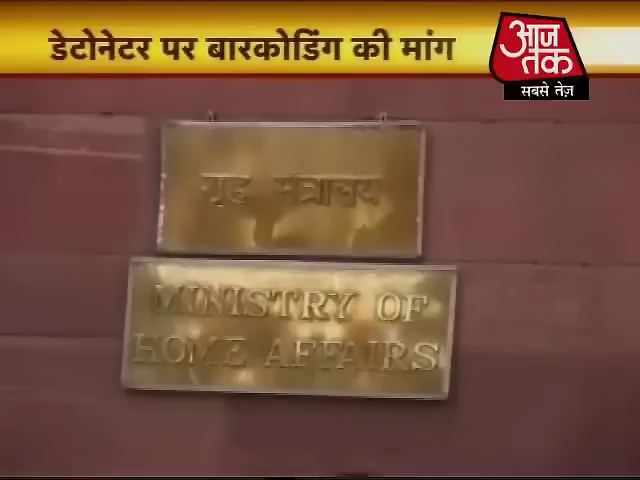 डेटोनेटर पर बारकोडिंग की मांग
आज
तक
सबसे तेज़
गृह मंत्रालय
MINISTRY OF
HOME AFFAIRS